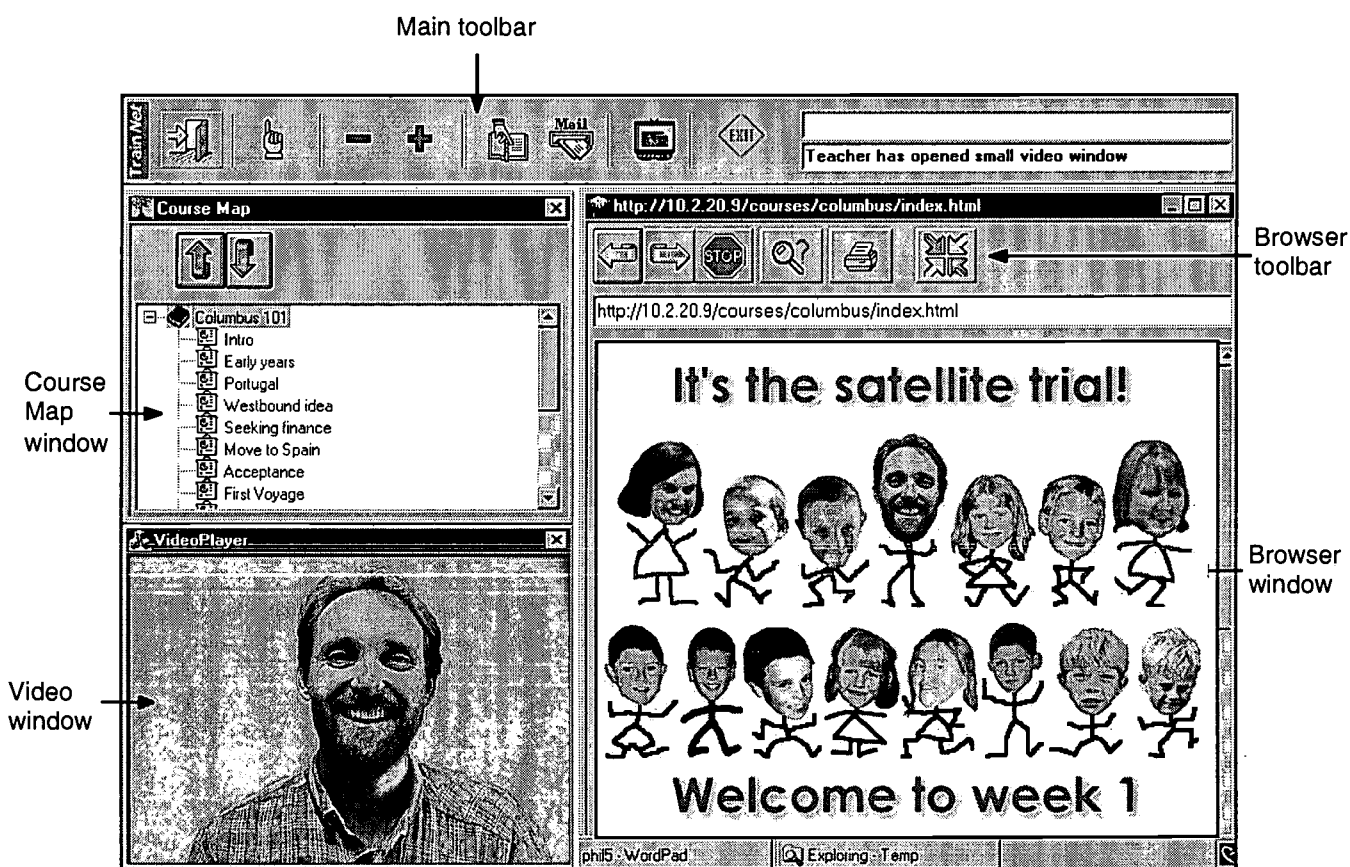 Main toolbar
Train Net
Mail
EXIT
Teacher has opened small video window
Course Map
http://10.2.20.9/courses/columbus/index.html
STOP
Browser
toolbar
http://10.2.20.9/courses/columbus/index.html
Columbus 101
Intro
Early years
Portugal
Westbound idea
Seeking finance
Move to Spain
Acceptance
First Voyage
Course
Map
window
It's the satellite trial!
VideoPlayer
Browser
window
Video
window
Welcome to week 1
phil5 - WordPad
Exploring - Temp